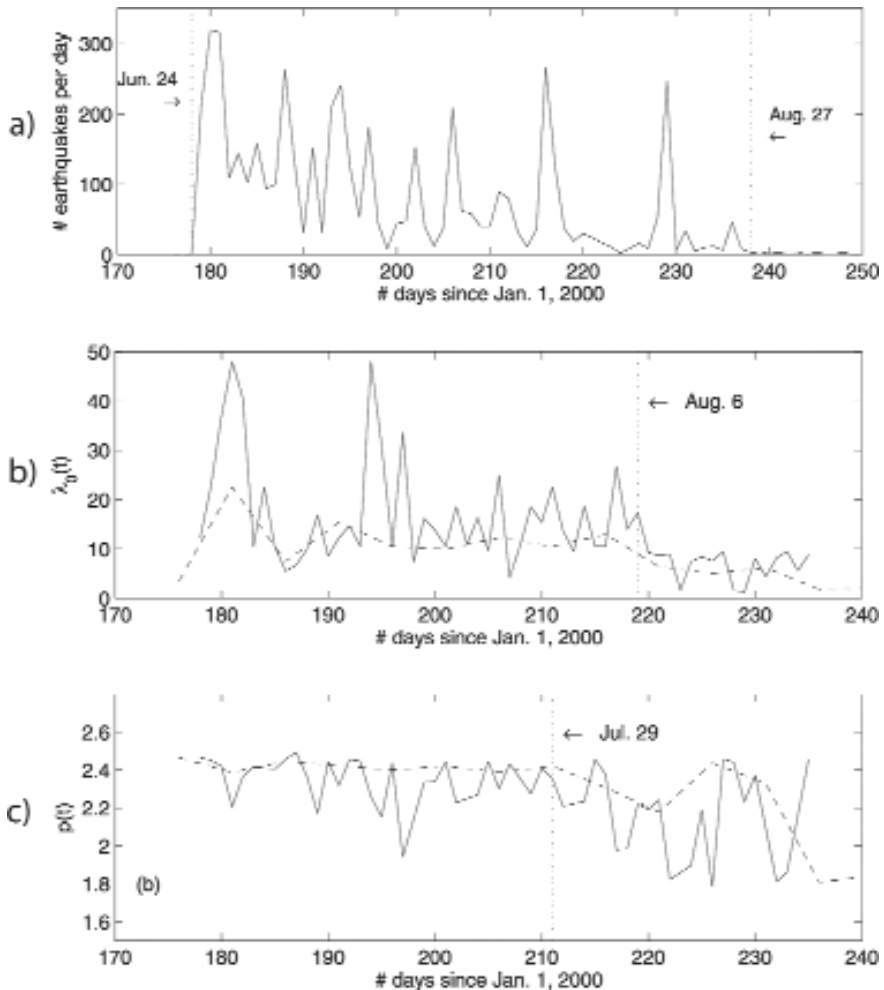 a)
# earthquakes per day
300
200
100
0
Jun. 24
→
Aug. 27
←
170 180 190 200 210 220 230 240 250
# days since Jan. 1, 2000
b)
λ₀(t)
50
40
30
20
10
0
← Aug. 6
170 180 190 200 210 220 230 240
# days since Jan. 1, 2000
c)
p(t)
2.6
2.4
2.2
2
1.8
1.6
← Jul. 29
(b)
170 180 190 200 210 220 230 240
# days since Jan. 1, 2000